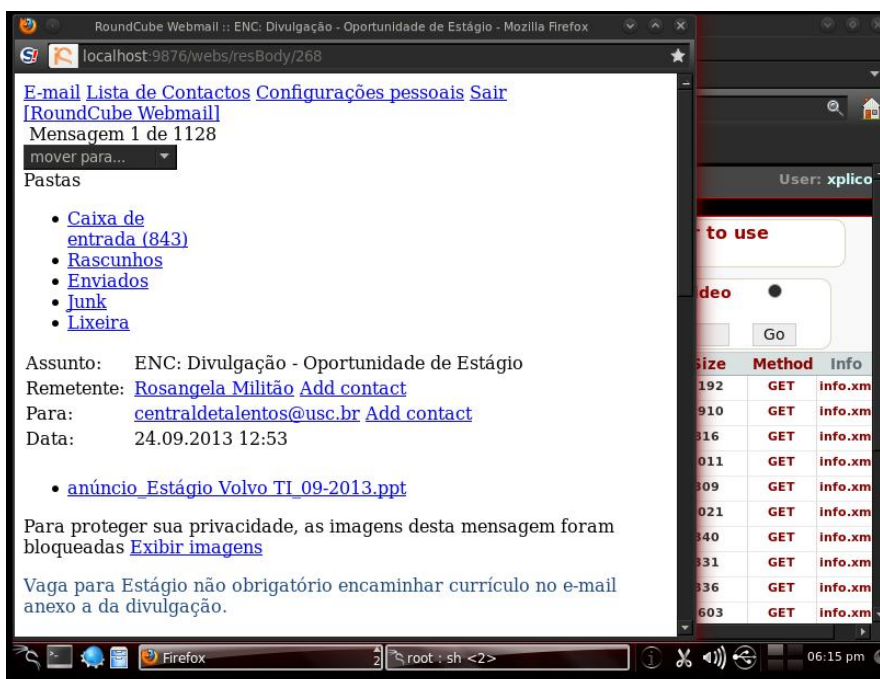 RoundCube Webmail :: ENC: Divulgação - Oportunidade de Estágio - Mozilla Firefox
localhost:9876/webs/resBody/268
E-mail Lista de Contactos Configurações pessoais Sair
[RoundCube Webmail]
Mensagem 1 de 1128
mover para...
Pastas
Caixa de
entrada (843)
Rascunhos
Enviados
Junk
Lixeira
Assunto: ENC: Divulgação - Oportunidade de Estágio
Remetente: Rosangela Militão Add contact
Para: centraldetalentos@usc.br Add contact
Data: 24.09.2013 12:53
anúncio_Estágio Volvo TI_09-2013.ppt
Para proteger sua privacidade, as imagens desta mensagem foram
bloqueadas Exibir imagens
Vaga para Estágio não obrigatório encaminhar currículo no e-mail
anexo a da divulgação.
User: xplico
to use
deo
Go
Size Method Info
192 GET info.xm
910 GET info.xm
816 GET info.xm
011 GET info.xm
309 GET info.xm
021 GET info.xm
340 GET info.xm
331 GET info.xm
336 GET info.xm
603 GET info.xm
Firefox 2
root : sh <2>
06:15 pm